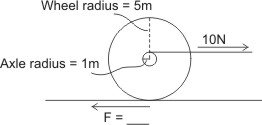 Wheel radius = 5m
10N
Axle radius = 1m
F = ___